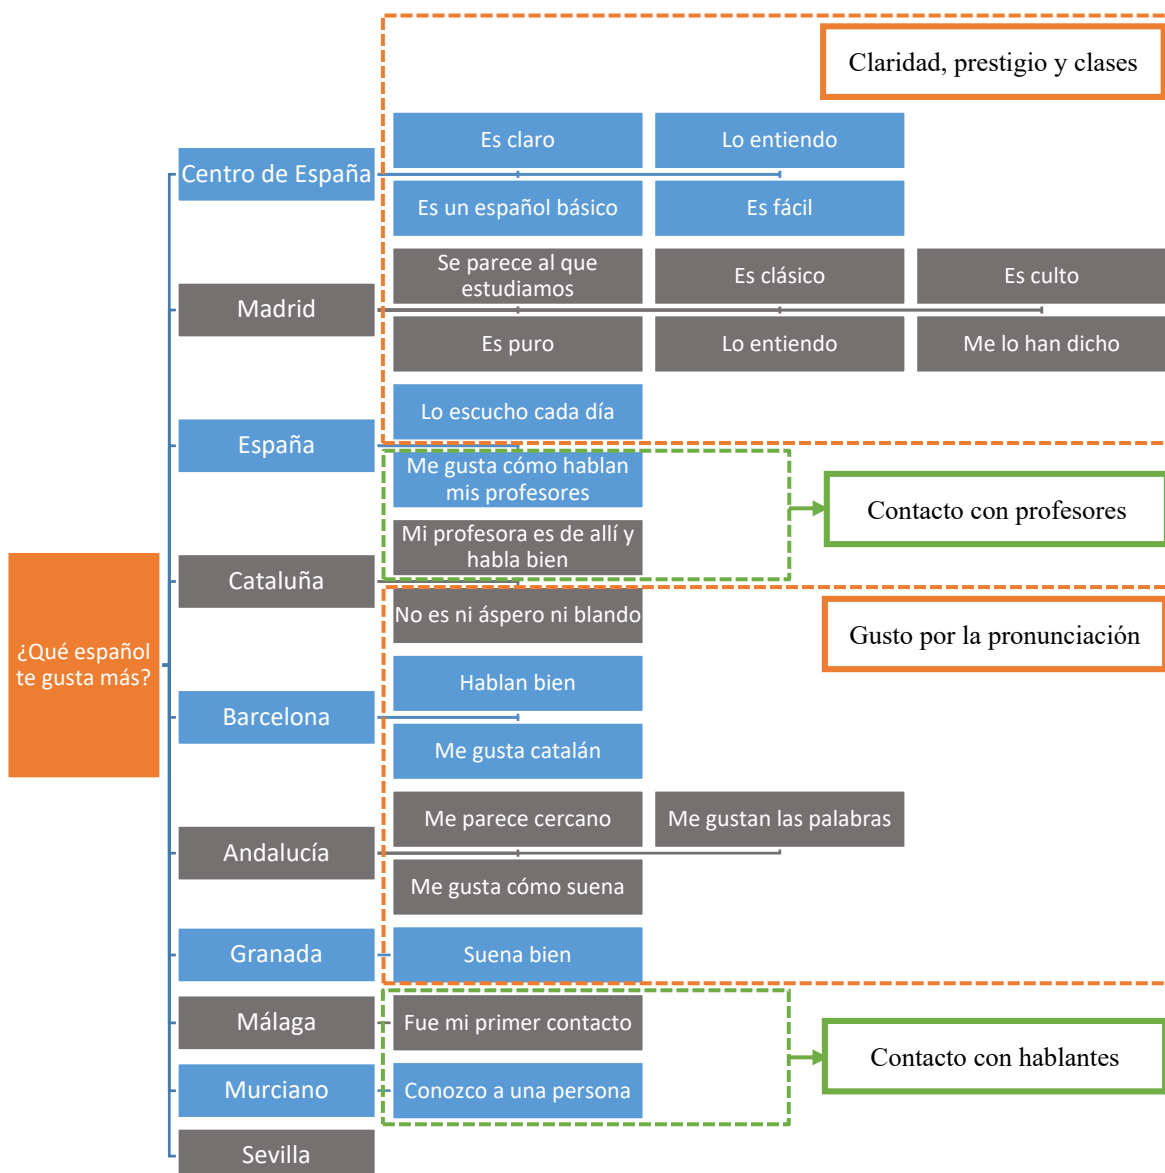 Claridad, prestigio y clases
Centro de España
Es claro
Lo entiendo
Es un español básico
Es fácil
Madrid
Se parece al que
estudiamos
Es clásico
Es culto
Es puro
Lo entiendo
Me lo han dicho
España
Lo escucho cada día
Me gusta cómo hablan
mis profesores
Contacto con profesores
¿Qué español
te gusta más?
Cataluña
Mi profesora es de allí y
habla bien
No es ni áspero ni blando
Gusto por la pronunciación
Barcelona
Hablan bien
Me gusta catalán
Andalucía
Me parece cercano
Me gustan las palabras
Me gusta cómo suena
Granada
Suena bien
Málaga
Fue mi primer contacto
Contacto con hablantes
Murciano
Conozco a una persona
Sevilla